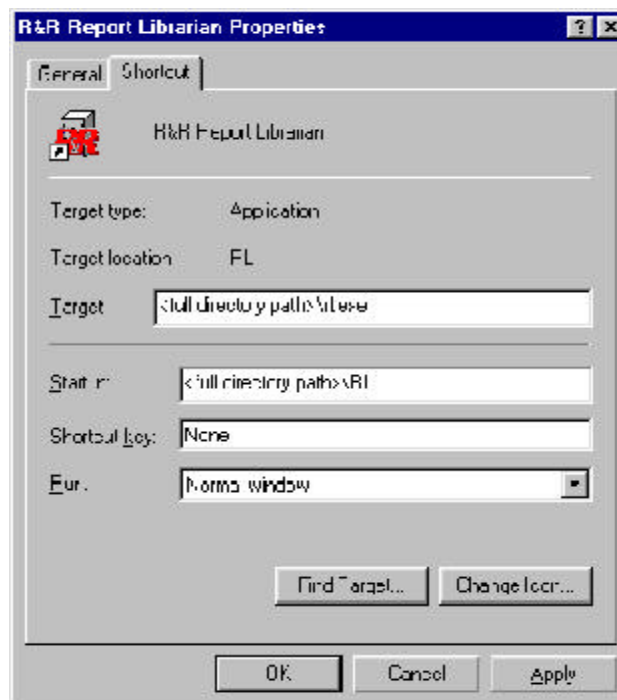 R&R Report Librarian Properties
General Shortcut
R&R Report Librarian
Target type: Application
Target location: RL
Target: <full directory path>\rl.exe
Start in: <full directory path>\RL
Shortcut key: None
Run: Normal window
Find Target... Change Icon...
OK Cancel Apply